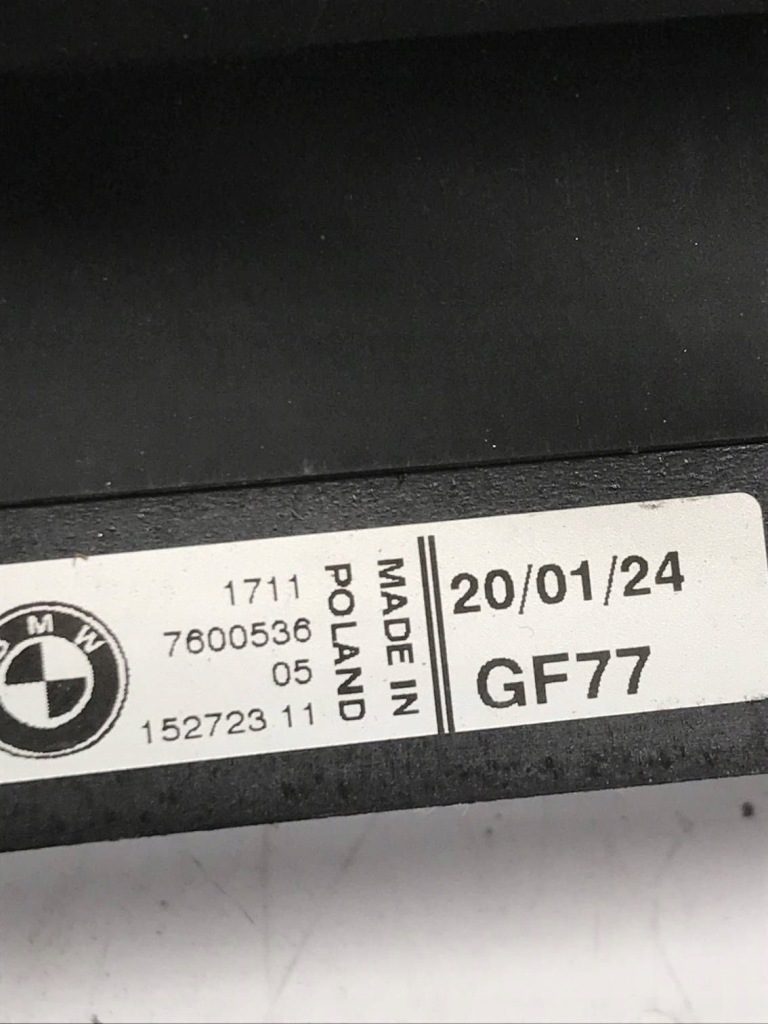 BMW
1711
7600536
05
152723 11
MADE IN
POLAND
20/01/24
GF77